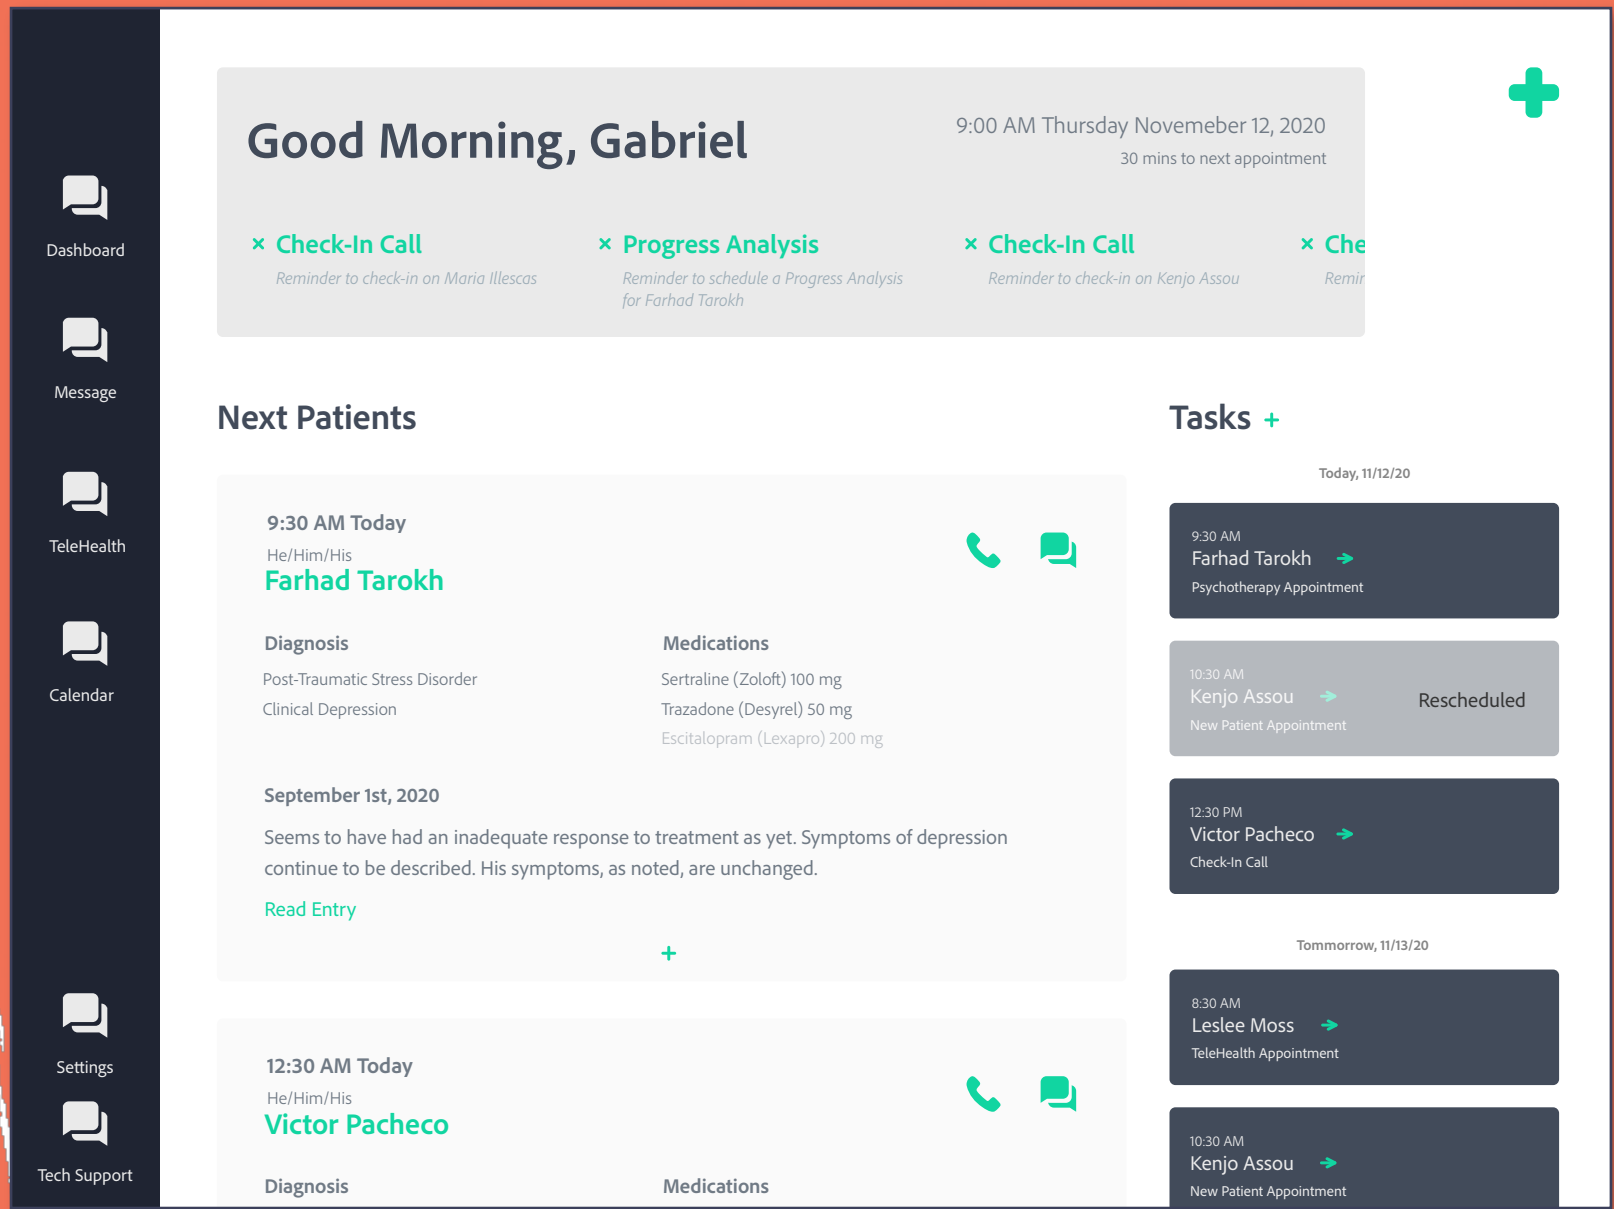 Dashboard
Message
TeleHealth
Calendar
Settings
Tech Support
Good Morning, Gabriel
9:00 AM Thursday Novemeber 12, 2020
30 mins to next appointment
× Check-In Call
Reminder to check-in on Maria Illescas
× Progress Analysis
Reminder to schedule a Progress Analysis
for Farhad Tarokh
× Check-In Call
Reminder to check-in on Kenjo Assou
× Che
Remin
Next Patients
9:30 AM Today
He/Him/His
Farhad Tarokh
Diagnosis
Post-Traumatic Stress Disorder
Clinical Depression
Medications
Sertraline (Zoloft) 100 mg
Trazadone (Desyrel) 50 mg
Escitalopram (Lexapro) 200 mg
September 1st, 2020
Seems to have had an inadequate response to treatment as yet. Symptoms of depression
continue to be described. His symptoms, as noted, are unchanged.
Read Entry
+
12:30 AM Today
He/Him/His
Victor Pacheco
Diagnosis
Medications
Tasks +
Today, 11/12/20
9:30 AM
Farhad Tarokh →
Psychotherapy Appointment
10:30 AM
Kenjo Assou →
New Patient Appointment
Rescheduled
12:30 PM
Victor Pacheco →
Check-In Call
Tommorrow, 11/13/20
8:30 AM
Leslee Moss →
TeleHealth Appointment
10:30 AM
Kenjo Assou →
New Patient Appointment